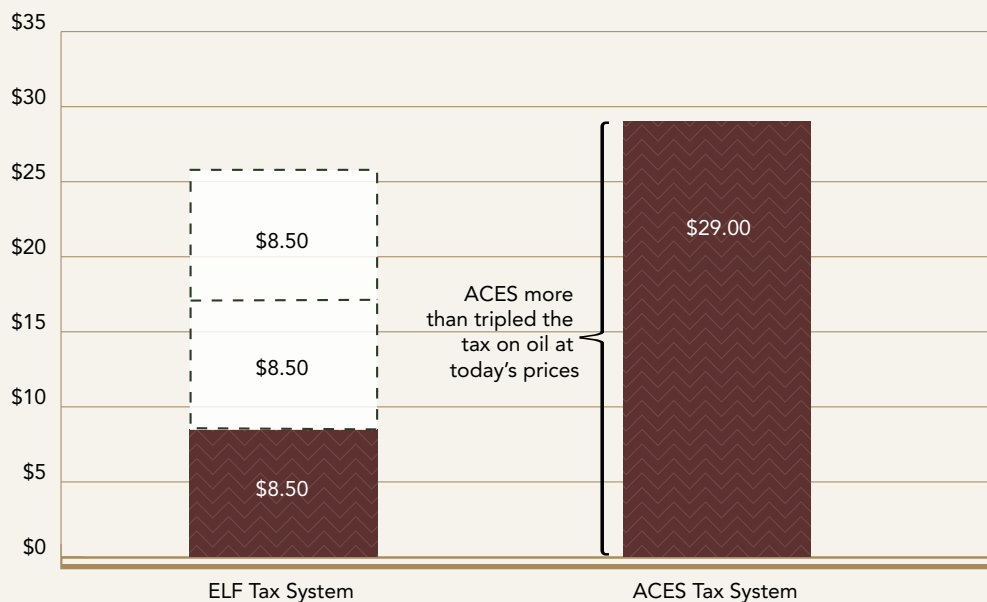 $35
$30
$25
$20
$15
$10
$5
$0
$8.50
$8.50
$8.50
ACES more
than tripled the
tax on oil at
today’s prices
$29.00
ELF Tax System
ACES Tax System